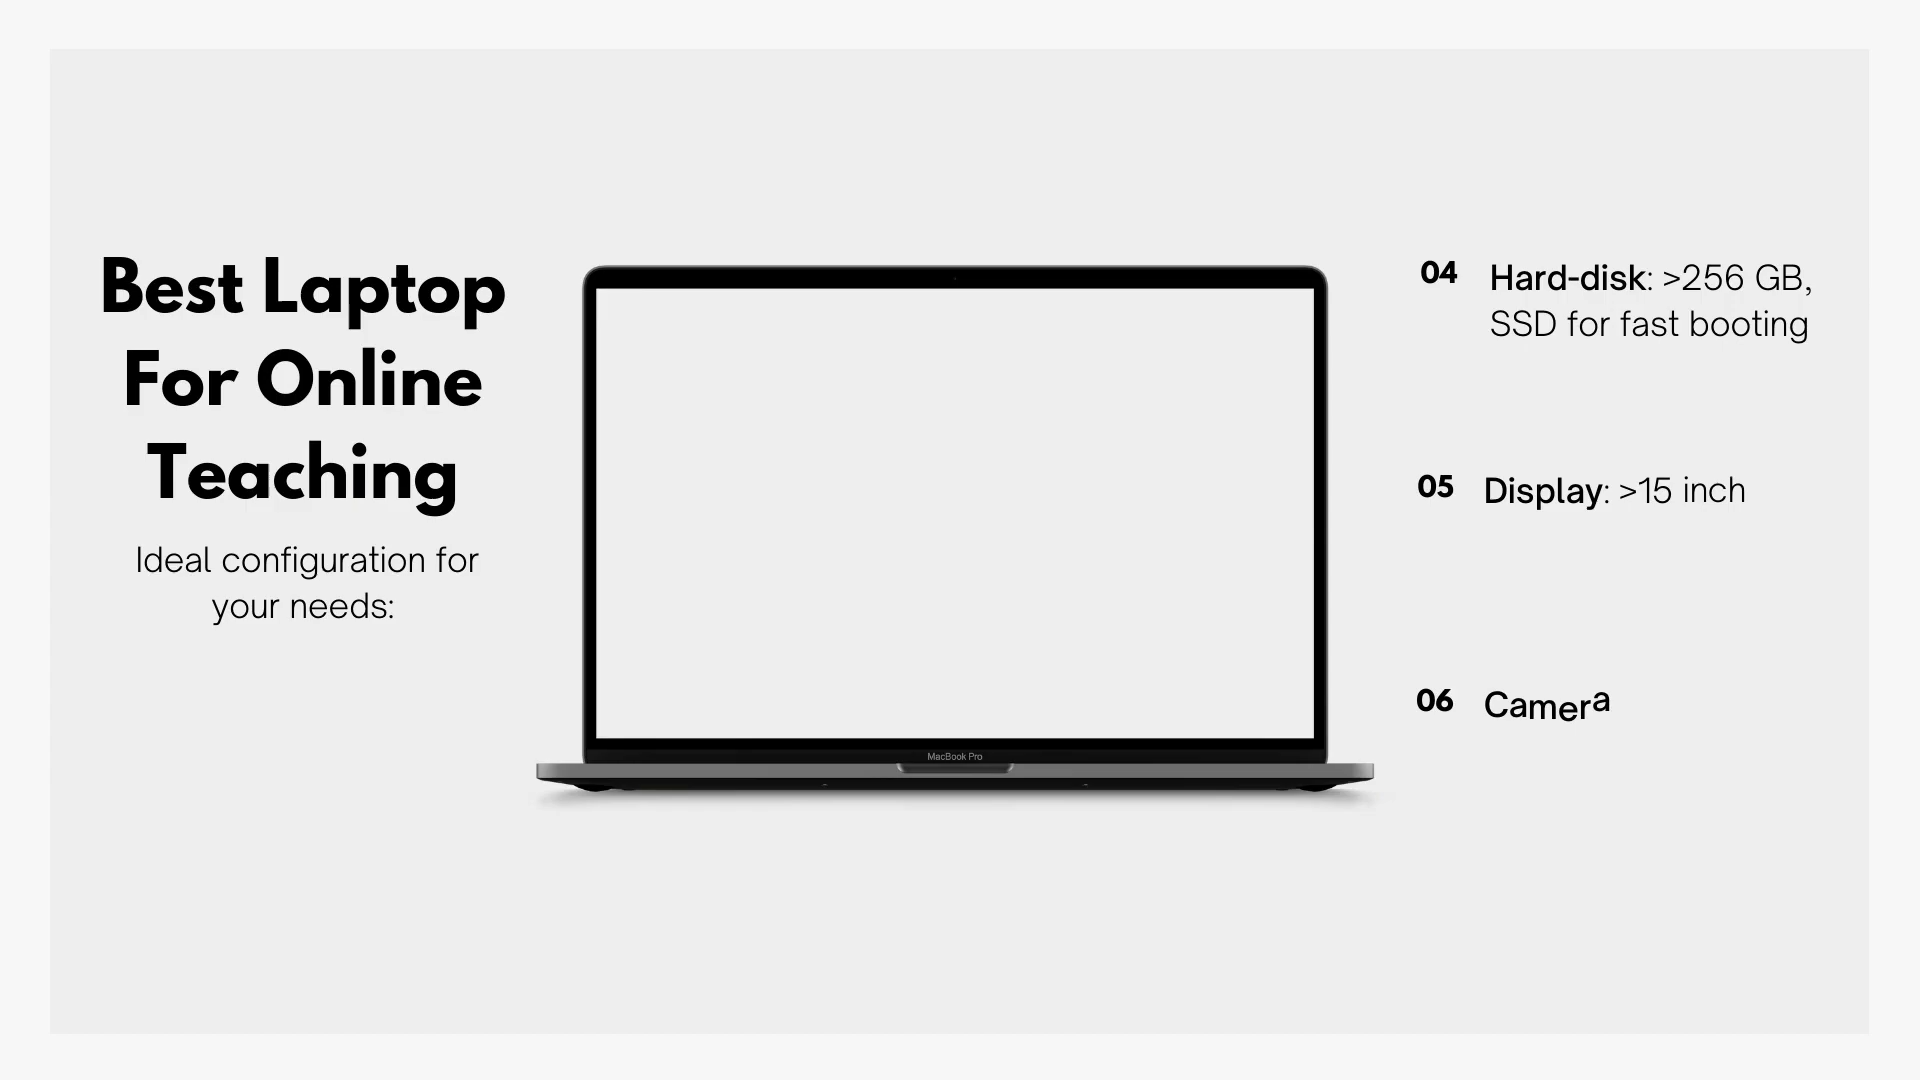 Best Laptop
For Online
Teaching
Ideal configuration for
your needs:
MacBook Pro
04 Hard-disk: >256 GB,
SSD for fast booting
05 Display: >15 inch
06 Camera